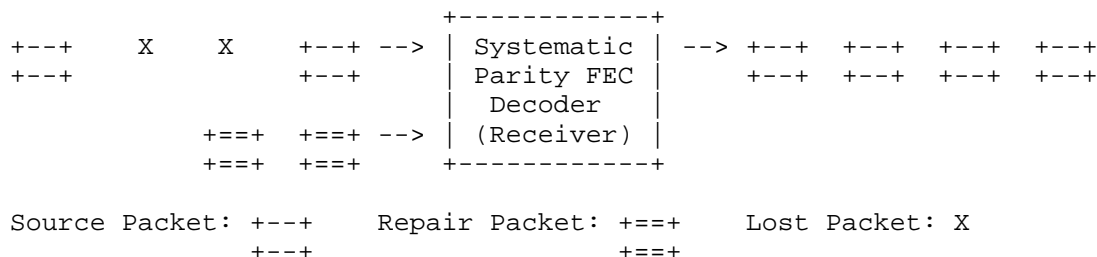 +------------+
+--+    X    X    +--+ -->  | Systematic | --> +--+  +--+  +--+  +--+
+--+              +--+      | Parity FEC |     +--+  +--+  +--+  +--+
                            |  Decoder   |
            +==+  +==+ -->  | (Receiver) |
            +==+  +==+      +------------+
Source Packet: +--+    Repair Packet: +==+    Lost Packet: X
               +--+                   +==+